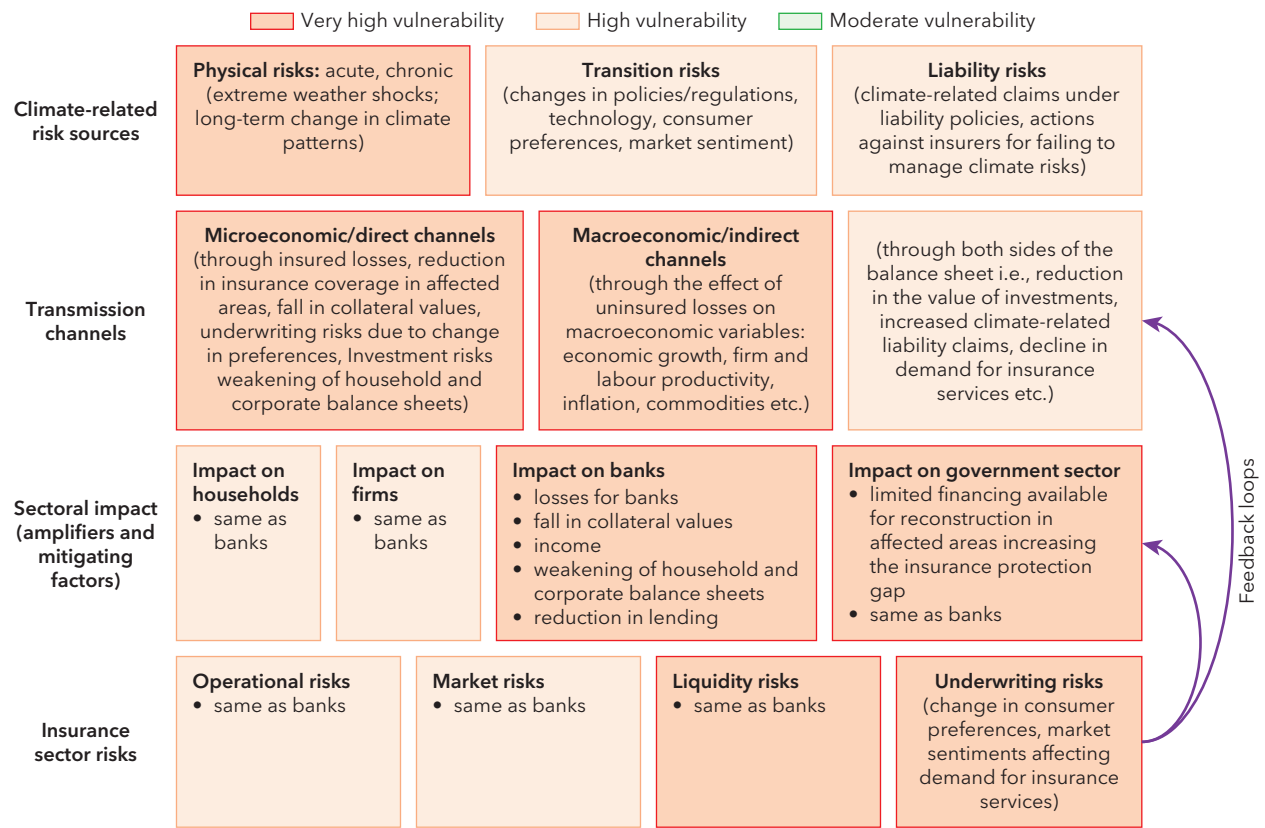 Very high vulnerability
High vulnerability
Moderate vulnerability
Climate-related
risk sources
Physical risks: acute, chronic
(extreme weather shocks;
long-term change in climate
patterns)
Transition risks
(changes in policies/regulations,
technology, consumer
preferences, market sentiment)
Liability risks
(climate-related claims under
liability policies, actions
against insurers for failing to
manage climate risks)
Transmission
channels
Microeconomic/direct channels
(through insured losses, reduction
in insurance coverage in affected
areas, fall in collateral values,
underwriting risks due to change
in preferences, Investment risks
weakening of household and
corporate balance sheets)
Macroeconomic/indirect
channels
(through the effect of
uninsured losses on
macroeconomic variables:
economic growth, firm and
labour productivity,
inflation, commodities etc.)
(through both sides of the
balance sheet i.e., reduction
in the value of investments,
increased climate-related
liability claims, decline in
demand for insurance
services etc.)
Sectoral impact
(amplifiers and
mitigating
factors)
Impact on
households
• same as
banks
Impact on
firms
• same as
banks
Impact on banks
• losses for banks
• fall in collateral values
• income
• weakening of household and
corporate balance sheets
• reduction in lending
Impact on government sector
• limited financing available
for reconstruction in
affected areas increasing
the insurance protection
gap
• same as banks
Insurance
sector risks
Operational risks
• same as banks
Market risks
• same as banks
Liquidity risks
• same as banks
Underwriting risks
(change in consumer
preferences, market
sentiments affecting
demand for insurance
services)
Feedback loops